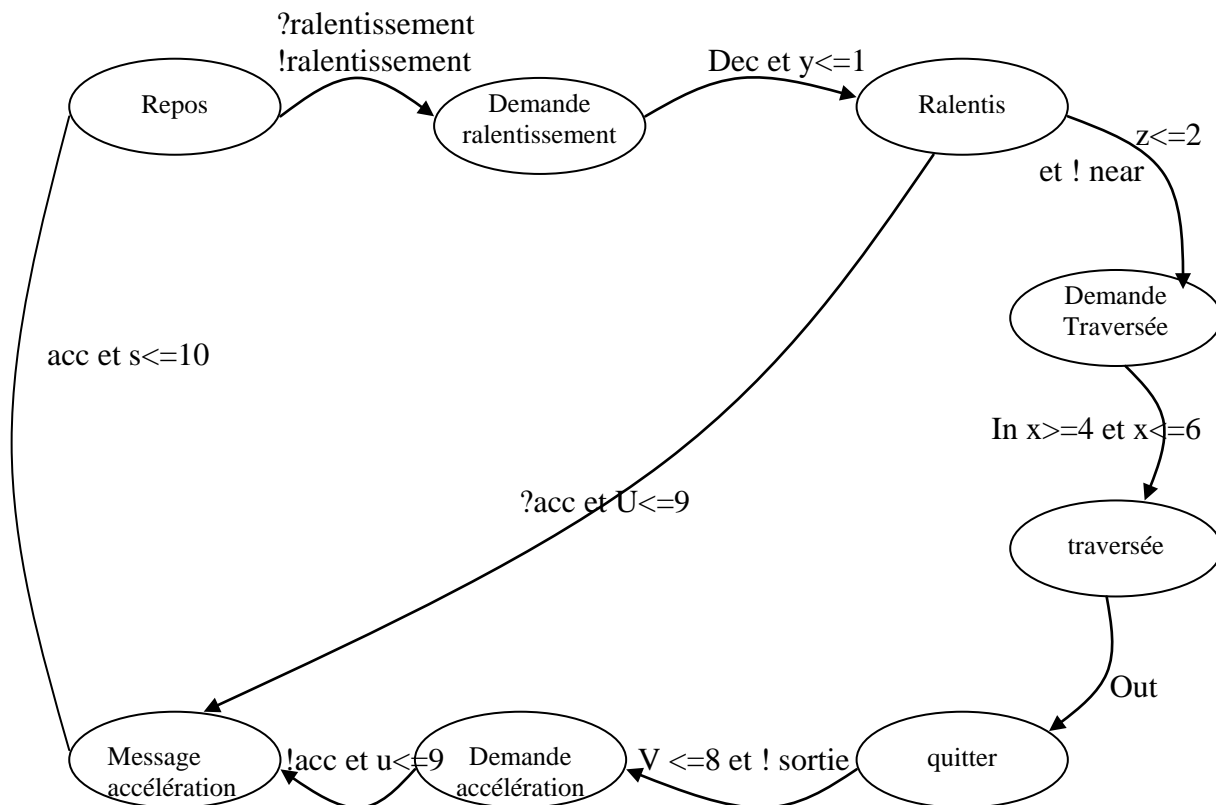 ?ralentissement
!ralentissement
Dec et y<=1
Repos
Demande
ralentissement
Ralentis
z<=2
et ! near
Demande
Traversée
acc et s<=10
In x>=4 et x<=6
?acc et U<=9
traversée
Out
Message
accélération
!acc et u<=9
Demande
accélération
V <=8 et ! sortie
quitter